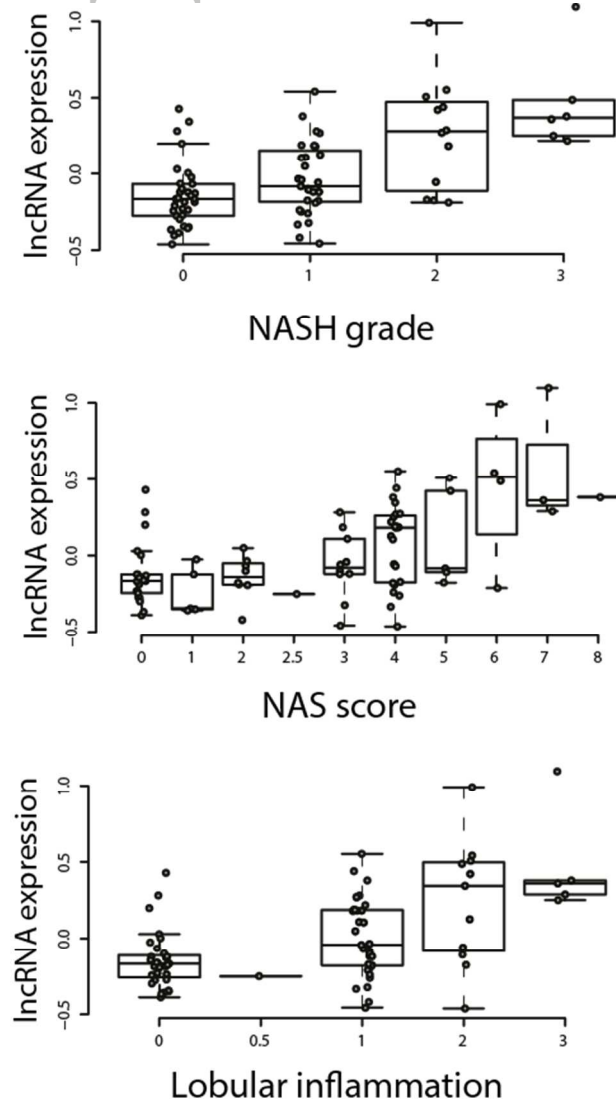 lncRNA expression
1.0
0.5
0.0
−0.5
0 1 2 3
NASH grade
lncRNA expression
1.0
0.5
0.0
−0.5
0 1 2 2.5 3 4 5 6 7 8
NAS score
lncRNA expression
1.0
0.5
0.0
−0.5
0 0.5 1 2 3
Lobular inflammation